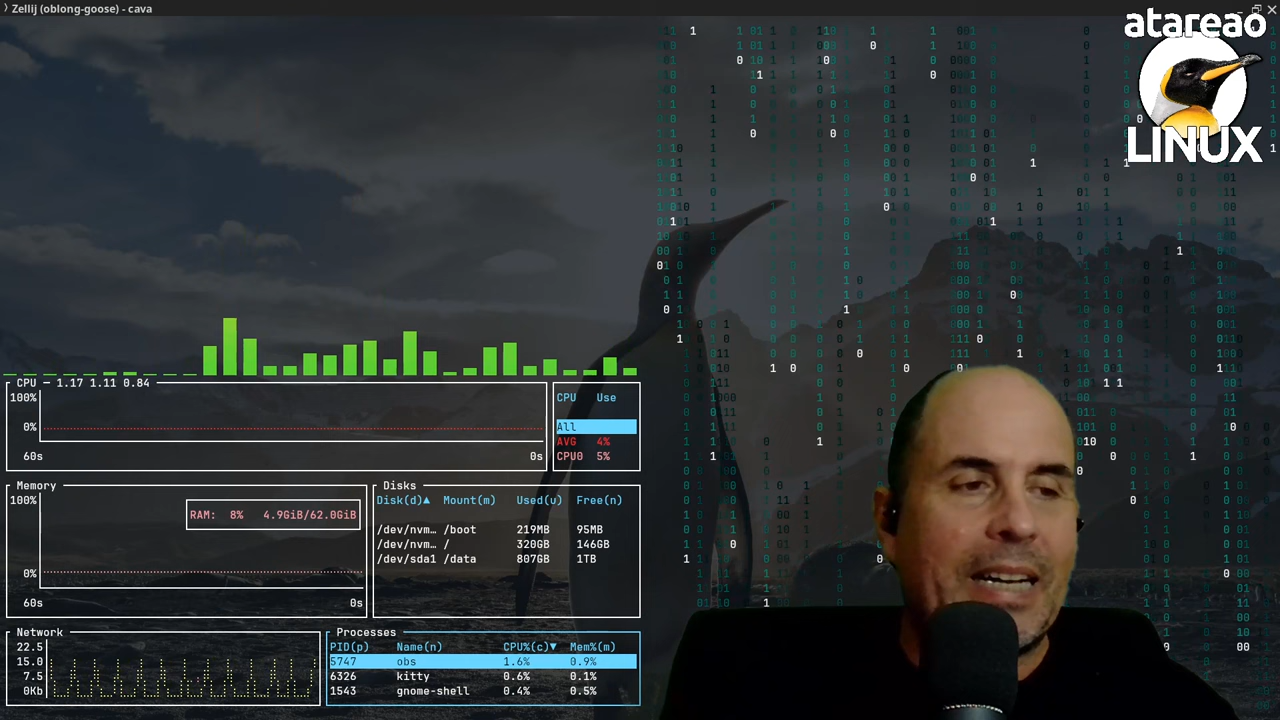 Zellij (oblong-goose) - cava
atareao
LINUX
CPU — 1.17 1.11 0.84
100%
0%
60s 0s
CPU Use
All
AVG 4%
CPU0 5%
Memory
100%
RAM: 8% 4.9GiB/62.0GiB
0%
60s 0s
Disks
Disk(d)▲ Mount(m) Used(u) Free(n)
/dev/nvm… /boot 219MB 95MB
/dev/nvm… / 320GB 146GB
/dev/sda1 /data 807GB 1TB
Network
22.5
15.0
7.5
0Kb
Processes
PID(p) Name(n) CPU%(c)▼ Mem%(m)
5747 obs 1.6% 0.9%
6326 kitty 0.6% 0.1%
1543 gnome-shell 0.4% 0.5%